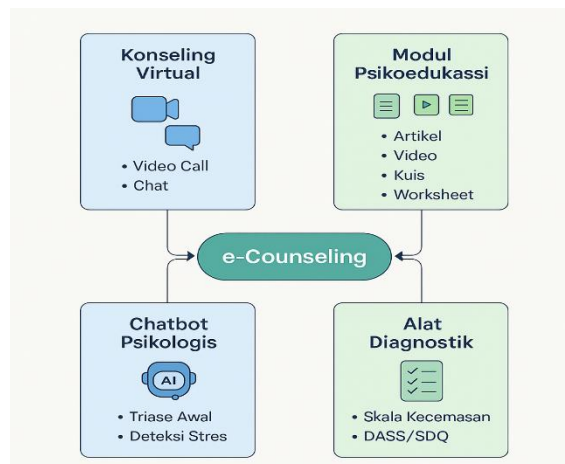 Konseling
Virtual
• Video Call
• Chat
Modul
Psikoedukassi
• Artikel
• Video
• Kuis
• Worksheet
e-Counseling
Chatbot
Psikologis
AI
• Triase Awal
• Deteksi Stres
Alat
Diagnostik
• Skala Kecemasan
• DASS/SDQ